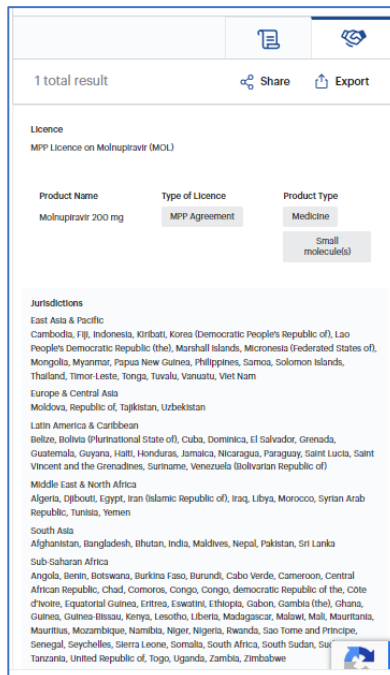 1 total result
Share
Export
Licence
MPP Licence on Molnupiravir (MOL)
Product Name
Type of Licence
Product Type
Molnupiravir 200 mg
MPP Agreement
Medicine
Small
molecule(s)
Jurisdictions
East Asia & Pacific
Cambodia, Fiji, Indonesia, Kiribati, Korea (Democratic People's Republic of), Lao
People's Democratic Republic (the), Marshall Islands, Micronesia (Federated States of),
Mongolia, Myanmar, Papua New Guinea, Philippines, Samoa, Solomon Islands,
Thailand, Timor-Leste, Tonga, Tuvalu, Vanuatu, Viet Nam
Europe & Central Asia
Moldova, Republic of, Tajikistan, Uzbekistan
Latin America & Caribbean
Belize, Bolivia (Plurinational State of), Cuba, Dominica, El Salvador, Grenada,
Guatemala, Guyana, Haiti, Honduras, Jamaica, Nicaragua, Paraguay, Saint Lucia, Saint
Vincent and the Grenadines, Suriname, Venezuela (Bolivarian Republic of)
Middle East & North Africa
Algeria, Djibouti, Egypt, Iran (Islamic Republic of), Iraq, Libya, Morocco, Syrian Arab
Republic, Tunisia, Yemen
South Asia
Afghanistan, Bangladesh, Bhutan, India, Maldives, Nepal, Pakistan, Sri Lanka
Sub-Saharan Africa
Angola, Benin, Botswana, Burkina Faso, Burundi, Cabo Verde, Cameroon, Central
African Republic, Chad, Comoros, Congo, Congo, democratic Republic of the, Côte
d'Ivoire, Equatorial Guinea, Eritrea, Eswatini, Ethiopia, Gabon, Gambia (the), Ghana,
Guinea, Guinea-Bissau, Kenya, Lesotho, Liberia, Madagascar, Malawi, Mali, Mauritania,
Mauritius, Mozambique, Namibia, Niger, Nigeria, Rwanda, Sao Tome and Principe,
Senegal, Seychelles, Sierra Leone, Somalia, South Africa, South Sudan,
Tanzania, United Republic of, Togo, Uganda, Zambia, Zimbabwe